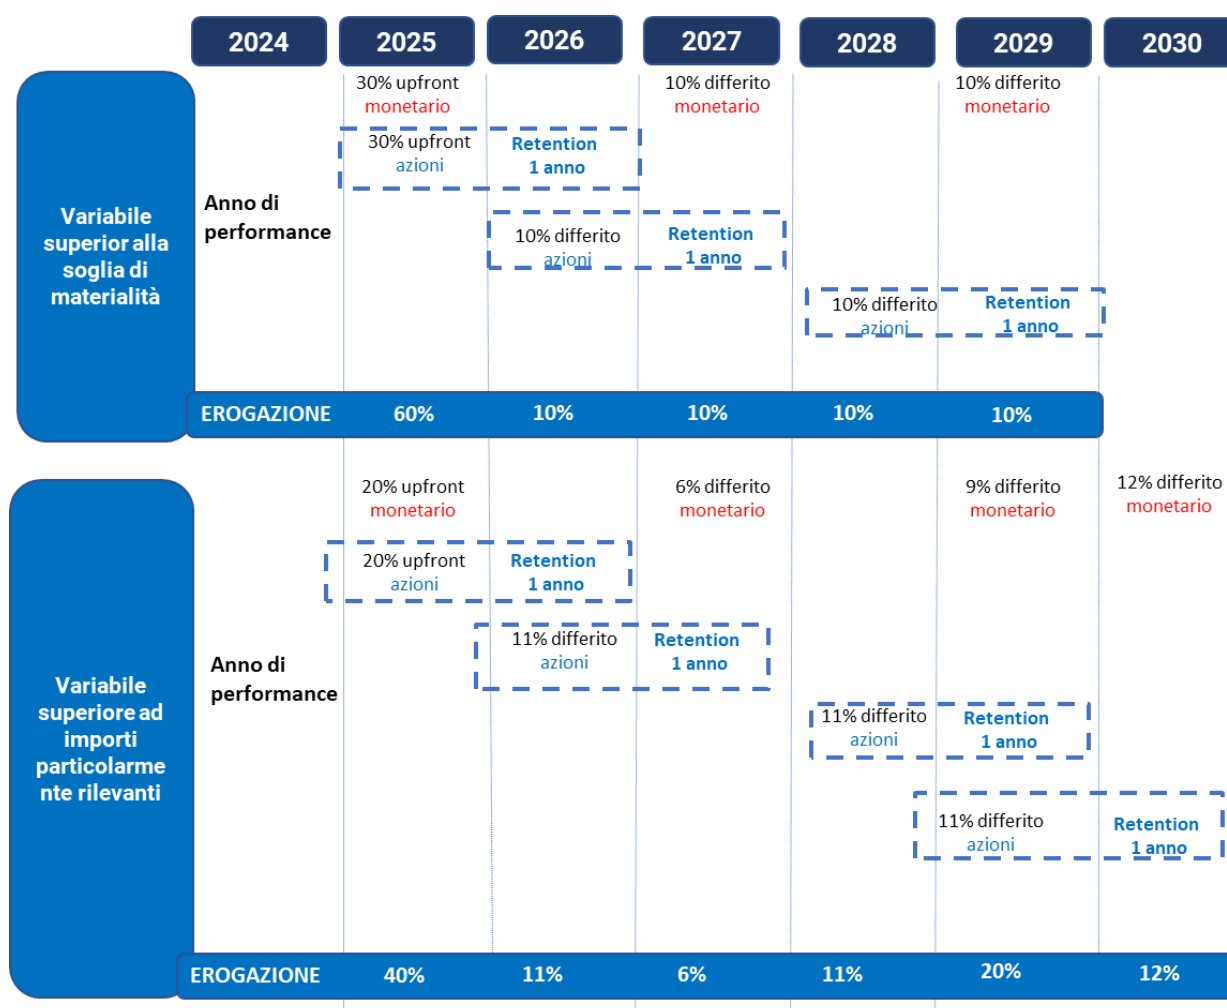 2024 2025 2026 2027 2028 2029 2030
Variabile
superior alla
soglia di
materialità
Anno di
performance
30% upfront
monetario
10% differito
monetario
10% differito
monetario
30% upfront
azioni
Retention
1 anno
10% differito
azioni
Retention
1 anno
10% differito
azioni
Retention
1 anno
EROGAZIONE 60% 10% 10% 10% 10%
Variabile
superiore ad
importi
particolarme
nte rilevanti
Anno di
performance
20% upfront
monetario
6% differito
monetario
9% differito
monetario
12% differito
monetario
20% upfront
azioni
Retention
1 anno
11% differito
azioni
Retention
1 anno
11% differito
azioni
Retention
1 anno
11% differito
azioni
Retention
1 anno
EROGAZIONE 40% 11% 6% 11% 20% 12%